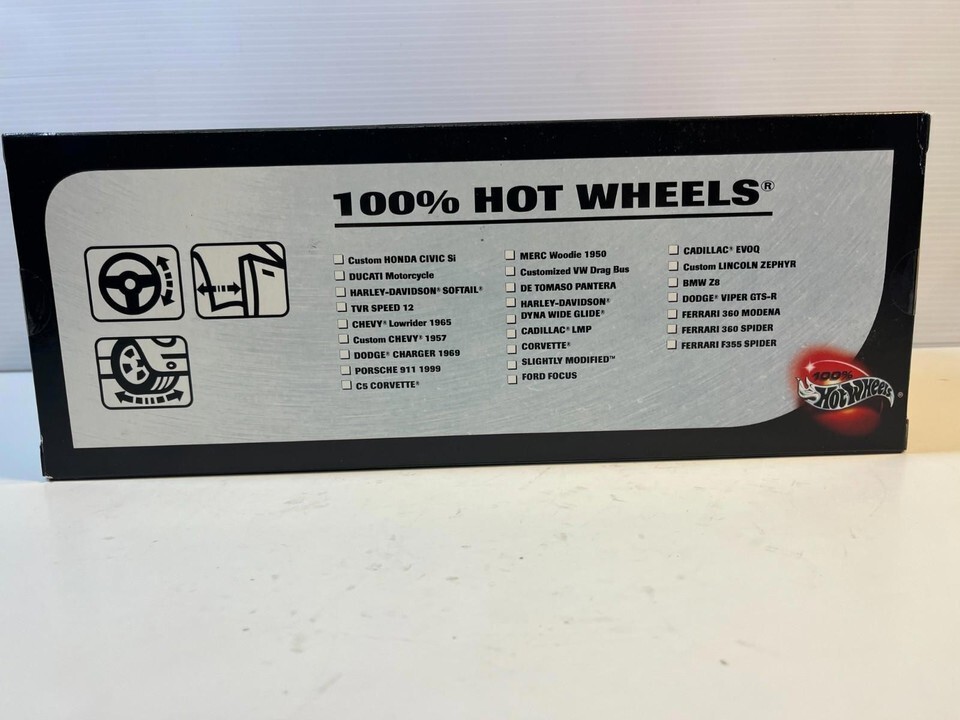 100% HOT WHEELS®
Custom HONDA CIVIC Si
DUCATI Motorcycle
HARLEY-DAVIDSON® SOFTAIL®
TVR SPEED 12
CHEVY® Lowrider 1965
Custom CHEVY® 1957
DODGE® CHARGER 1969
PORSCHE 911 1999
C5 CORVETTE®
MERC Woodie 1950
Customized VW Drag Bus
DE TOMASO PANTERA
HARLEY-DAVIDSON®
DYNA WIDE GLIDE®
CADILLAC® LMP
CORVETTE®
SLIGHTLY MODIFIED™
FORD FOCUS
CADILLAC® EVOQ
Custom LINCOLN ZEPHYR
BMW Z8
DODGE® VIPER GTS-R
FERRARI 360 MODENA
FERRARI 360 SPIDER
FERRARI F355 SPIDER
100%
HOT WHEELS®